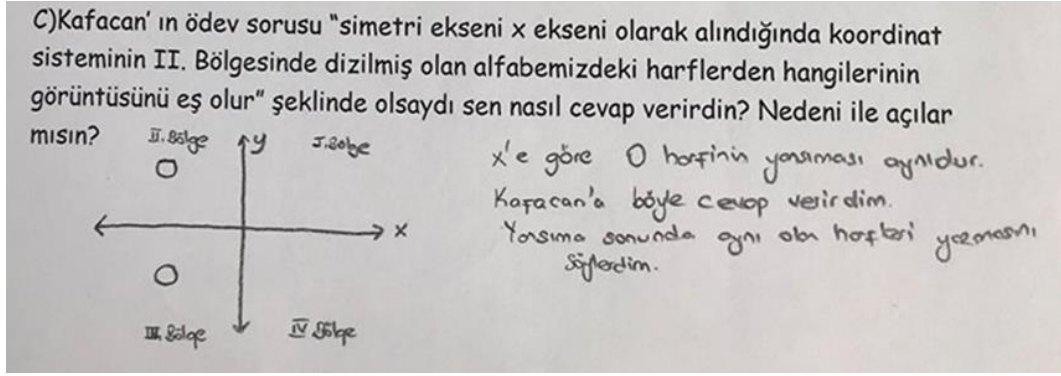 C)Kafacan' ın ödev sorusu "simetri ekseni x ekseni olarak alındığında koordinat
sisteminin II. Bölgesinde dizilmiş olan alfabemizdeki harflerden hangilerinin
görüntüsünü eş olur" şeklinde olsaydı sen nasıl cevap verirdin? Nedeni ile açılar
mısın?
II. Bölge y I. Bölge
O
x
O
III. Bölge IV Bölge
x'e göre O harfinin yansıması aynıdır.
Kafacan'a böyle cevap verirdim.
Yansıma sonunda aynı olan harfleri yazmasını
söylerdim.